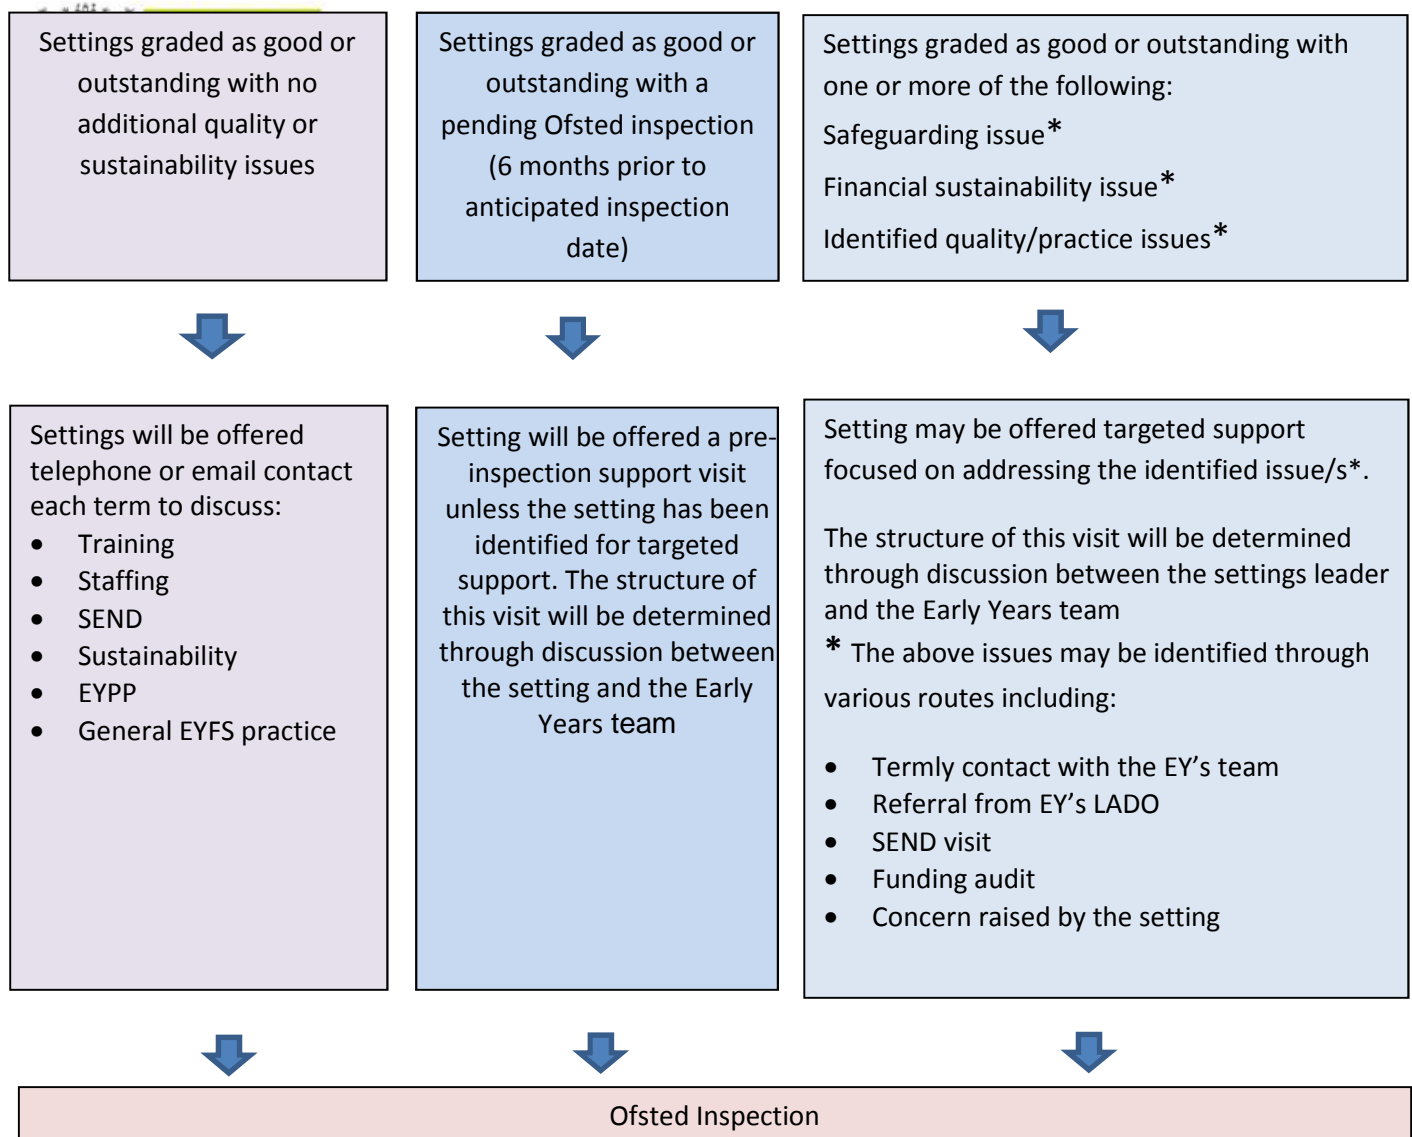 Settings graded as good or
outstanding with no
additional quality or
sustainability issues
Settings graded as good or
outstanding with a
pending Ofsted inspection
(6 months prior to
anticipated inspection
date)
Settings graded as good or outstanding with
one or more of the following:
Safeguarding issue*
Financial sustainability issue*
Identified quality/practice issues*
Settings will be offered
telephone or email contact
each term to discuss:
• Training
• Staffing
• SEND
• Sustainability
• EYPP
• General EYFS practice
Setting will be offered a pre-
inspection support visit
unless the setting has been
identified for targeted
support. The structure of
this visit will be determined
through discussion between
the setting and the Early
Years team
Setting may be offered targeted support
focused on addressing the identified issue/s*.
The structure of this visit will be determined
through discussion between the settings leader
and the Early Years team
* The above issues may be identified through
various routes including:
• Termly contact with the EY’s team
• Referral from EY’s LADO
• SEND visit
• Funding audit
• Concern raised by the setting
Ofsted Inspection